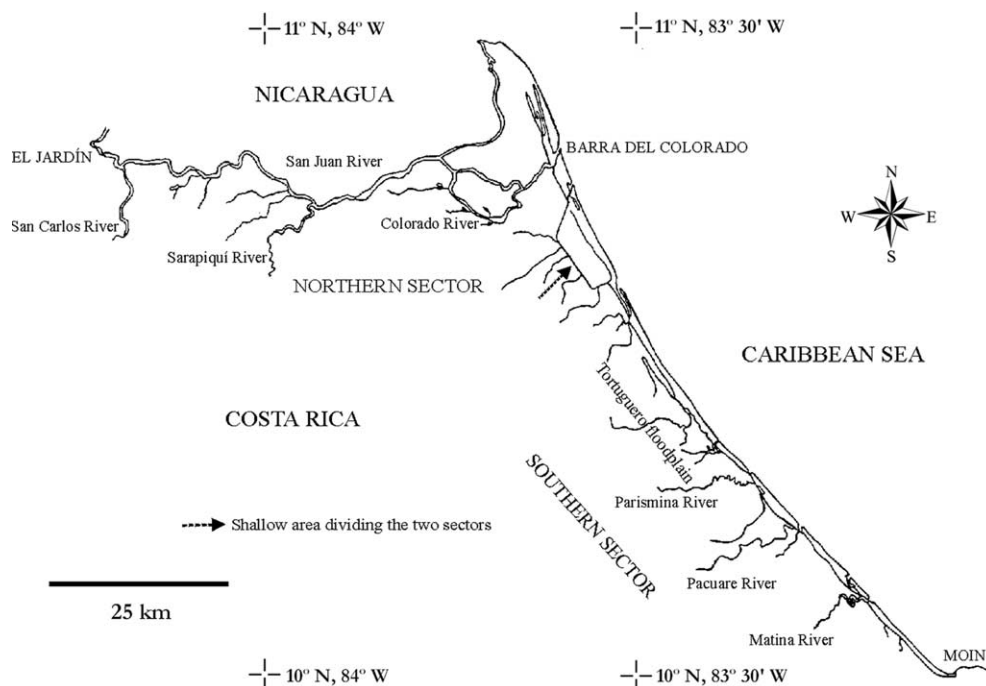 11º N, 84º W
11º N, 83º 30' W
NICARAGUA
EL JARDÍN
San Juan River
BARRA DEL COLORADO
N
W
E
S
San Carlos River
Sarapiquí River
Colorado River
NORTHERN SECTOR
CARIBBEAN SEA
Tortuguero floodplain
COSTA RICA
SOUTHERN SECTOR
Parismina River
Shallow area dividing the two sectors
Pacuare River
25 km
Matina River
MOIN
10º N, 84º W
10º N, 83º 30' W